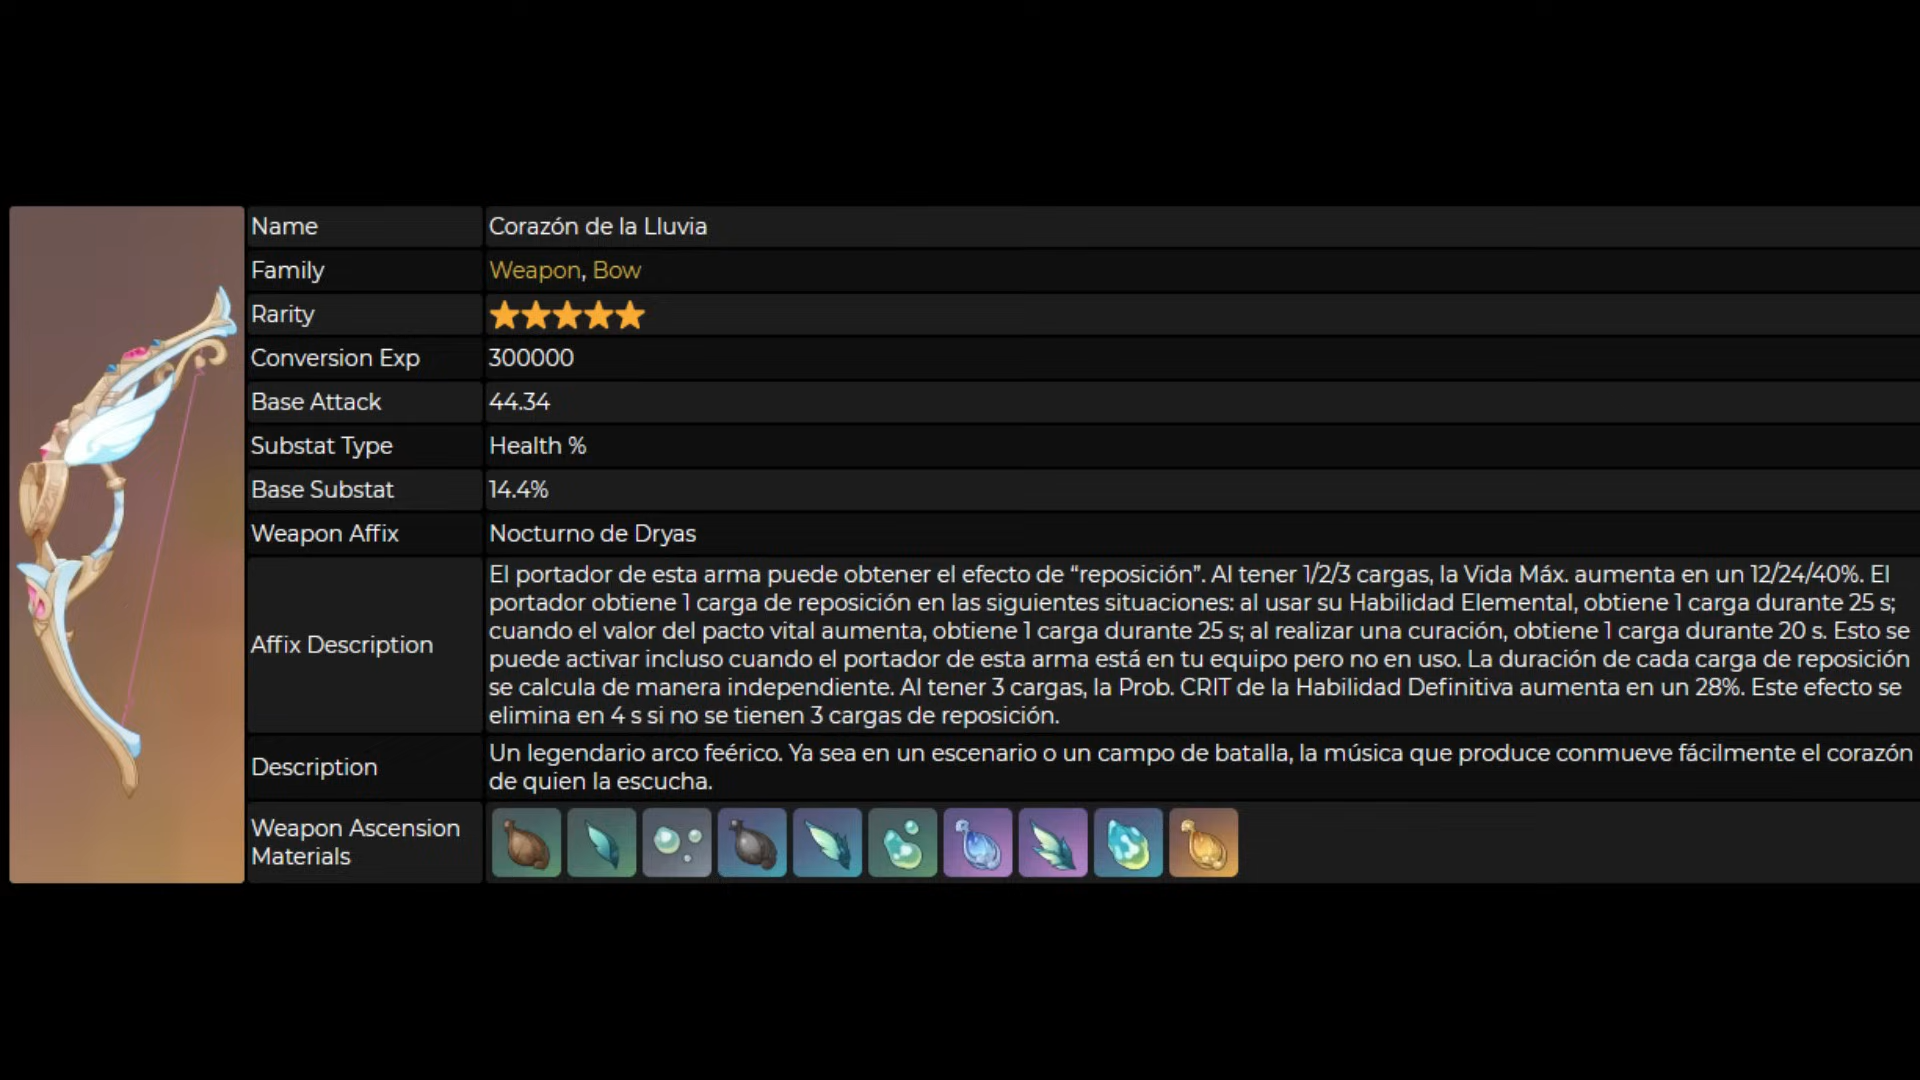 Name Corazón de la Lluvia
Family Weapon, Bow
Rarity
Conversion Exp 300000
Base Attack 44.34
Substat Type Health %
Base Substat 14.4%
Weapon Affix Nocturno de Dryas
Affix Description
El portador de esta arma puede obtener el efecto de “reposición”. Al tener 1/2/3 cargas, la Vida Máx. aumenta en un 12/24/40%. El
portador obtiene 1 carga de reposición en las siguientes situaciones: al usar su Habilidad Elemental, obtiene 1 carga durante 25 s;
cuando el valor del pacto vital aumenta, obtiene 1 carga durante 25 s; al realizar una curación, obtiene 1 carga durante 20 s. Esto se
puede activar incluso cuando el portador de esta arma está en tu equipo pero no en uso. La duración de cada carga de reposición
se calcula de manera independiente. Al tener 3 cargas, la Prob. CRIT de la Habilidad Definitiva aumenta en un 28%. Este efecto se
elimina en 4 s si no se tienen 3 cargas de reposición.
Description
Un legendario arco feérico. Ya sea en un escenario o un campo de batalla, la música que produce conmueve fácilmente el corazón
de quien la escucha.
Weapon Ascension
Materials